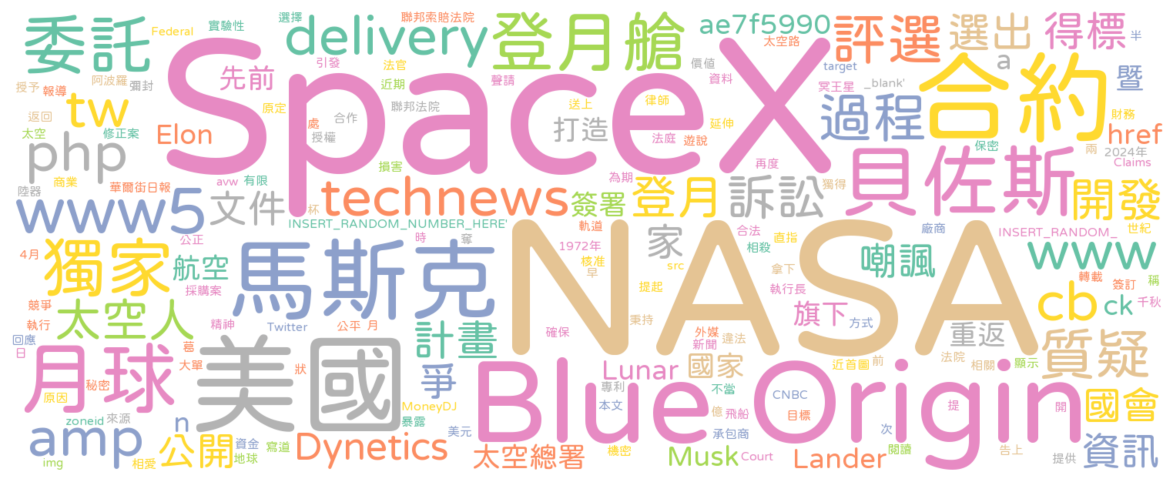 委託
Federal
實驗性
選擇
聯邦索賠法院
delivery
登月艙
ae7f5990
太空路
評選
選出
得標
半
SpaceX
先前
引發
法官
近期
聲請
價值
資料
target
a
暨
授予
報導
阿波羅
彌封
冥王星
_blank'
合約
tw
原定
聯邦法院
送上
律師
過程
財務
返回
太空
修正案
Elon
處
合作
授權
打造
法庭
遊說
延伸
href
兩
php
保密
2024年
Claims
陸器
商業
華爾街日報
avw
有限
損害
technews
為期
簽署
登月
再度
訴訟
獨得
貝佐斯
開發
www5
文件
杯
INSERT_RANDOM_NUMBER_HERE'
軌道
合法
廠商
世紀
4月
公正
時
奪
1972年
家
相殺
直指
INSERT_RANDOM_
獨家
航空
馬斯克
NASA
核准
早
src
拿下
嘲諷
www
轉載
簽訂
稱
競爭
採購案
提起
執行長
cb
ck
千秋
太空人
執行
精神
Twitter
公平
月
確保
秉持
旗下
方式
回應
日
計畫
外媒
新聞
違法
重返
質疑
月球
葛
大單
狀
美國
爭
Blue Origin
Lunar
國家
近首圖
前
法院
相關
顯示
原因
秘密
MoneyDJ
專利
不當
CNBC
提
開
國會
zoneid
來源
n
暴露
本文
億
飛船
目標
amp
公開
資金
寫道
Dynetics
美元
承包商
次
閱讀
資訊
img
相愛
地球
太空總署
機密
Musk
Court
Lander
告上
提供